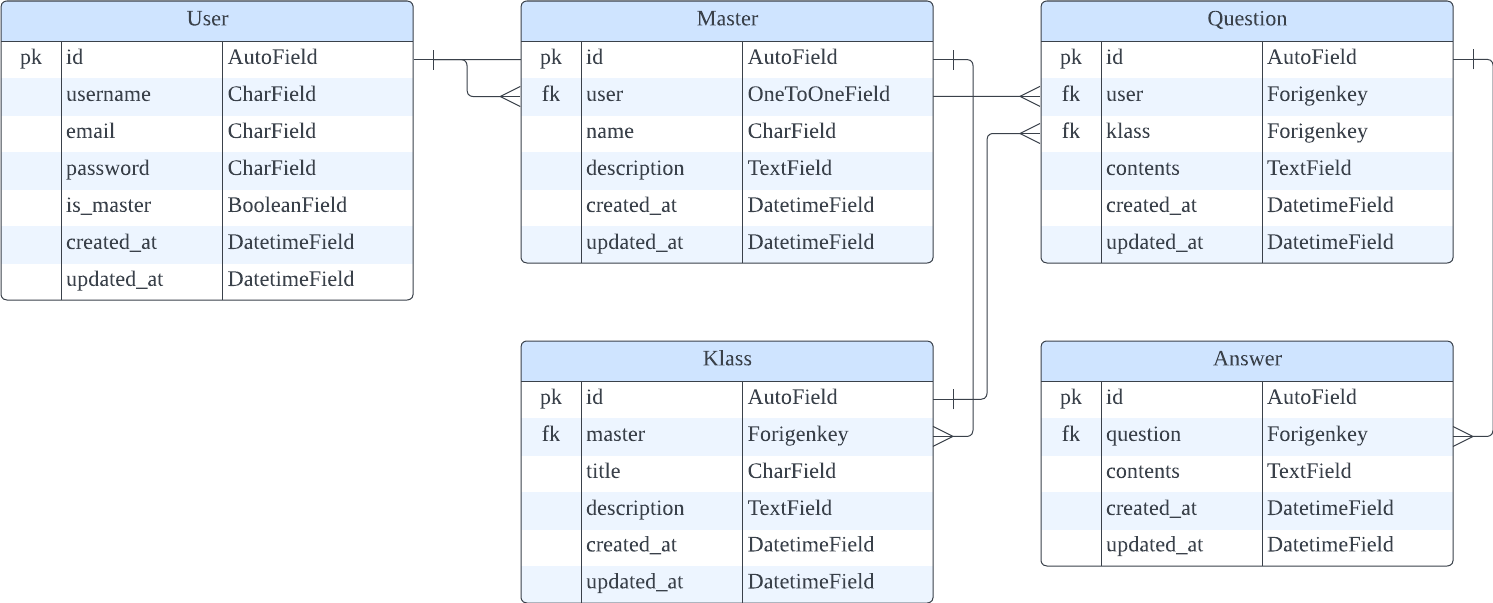 User
pk id AutoField
username CharField
email CharField
password CharField
is_master BooleanField
created_at DatetimeField
updated_at DatetimeField
Master
pk id AutoField
fk user OneToOneField
name CharField
description TextField
created_at DatetimeField
updated_at DatetimeField
Question
pk id AutoField
fk user Forigenkey
fk klass Forigenkey
contents TextField
created_at DatetimeField
updated_at DatetimeField
Klass
pk id AutoField
fk master Forigenkey
title CharField
description TextField
created_at DatetimeField
updated_at DatetimeField
Answer
pk id AutoField
fk question Forigenkey
contents TextField
created_at DatetimeField
updated_at DatetimeField